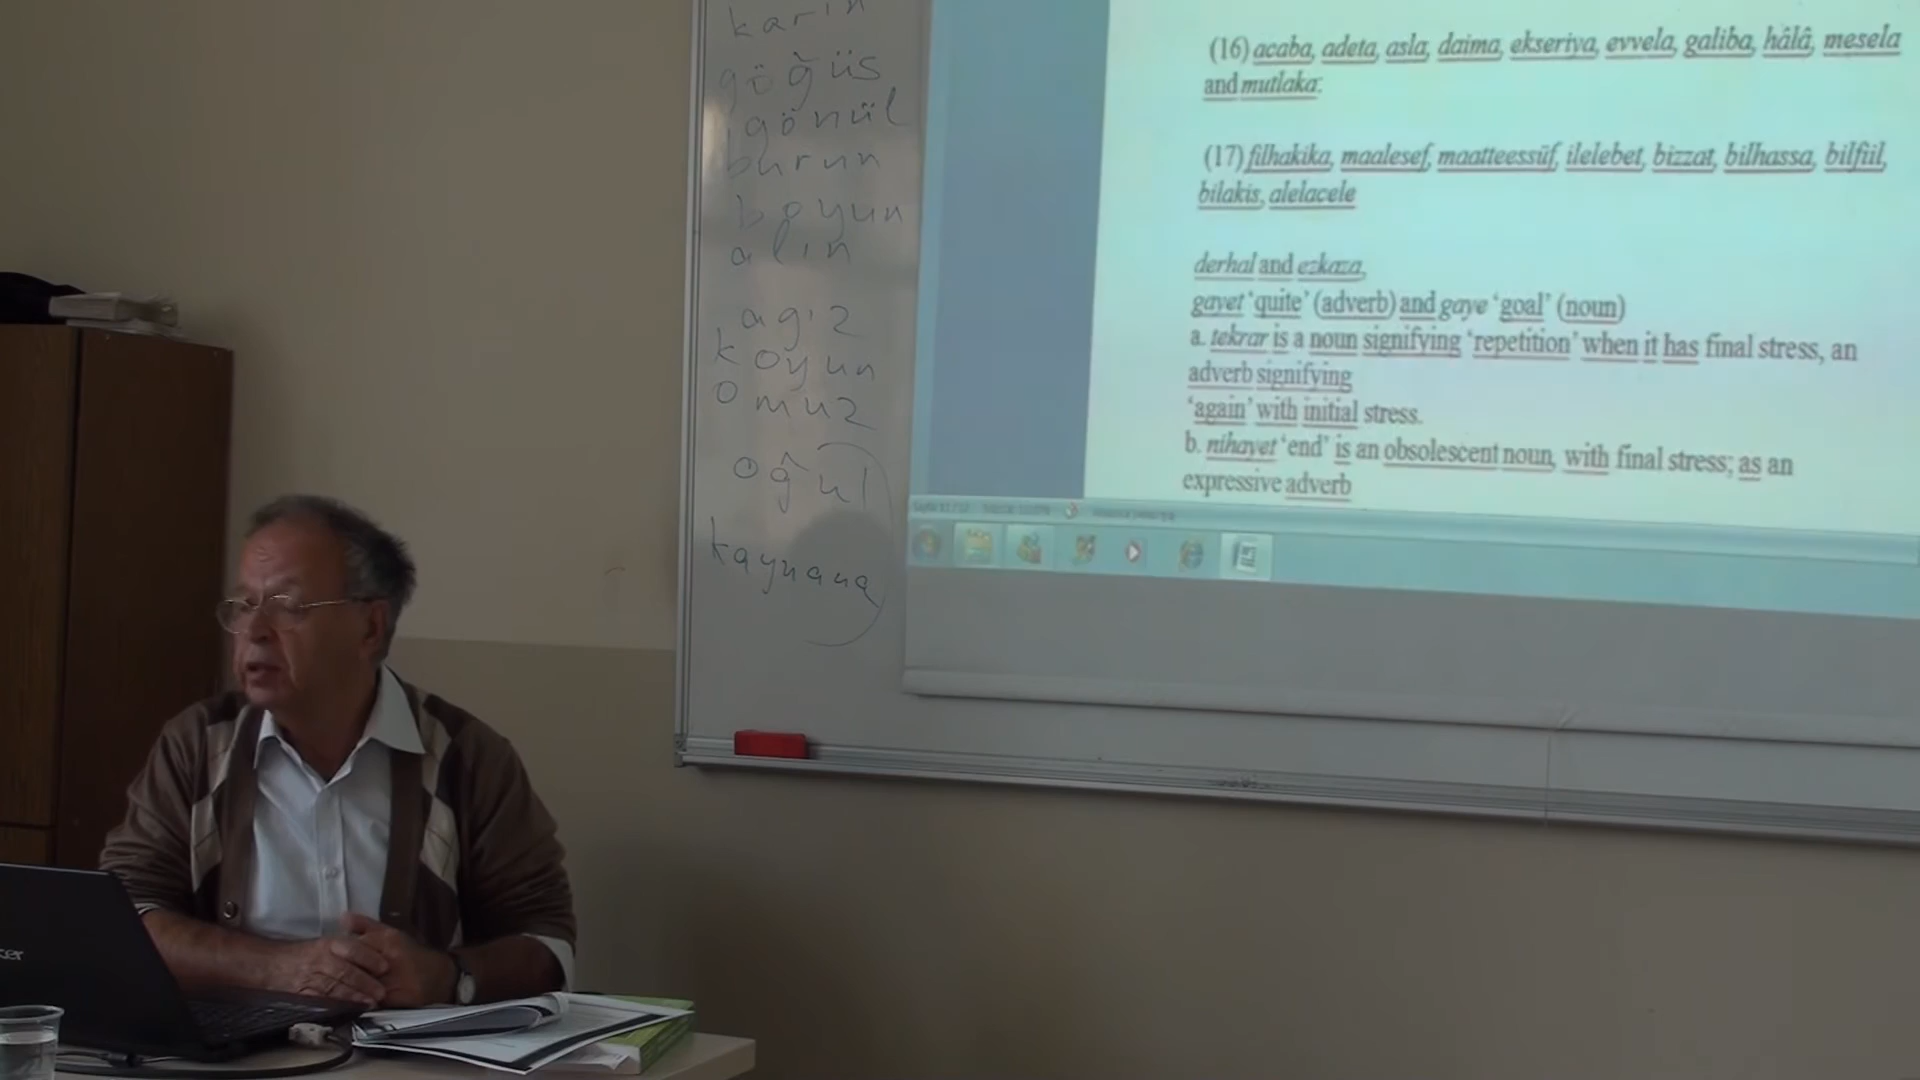 karın
göğüs
gönül
burun
boyun
alın
ağız
koyun
omuz
oğul
kaynana
(16) acaba, adeta, asla, daima, ekseriya, evvela, galiba, hâlâ, mesela
and mutlaka:
(17) filhakika, maalesef, maatteessüf, ilelebet, bizzat, bilhassa, bilfiil,
bilakis, alelacele
derhal and ezkaza,
gayet ‘quite’ (adverb) and gaye ‘goal’ (noun)
a. tekrar is a noun signifying ‘repetition’ when it has final stress, an
adverb signifying
‘again’ with initial stress.
b. nihayet ‘end’ is an obsolescent noun, with final stress; as an
expressive adverb